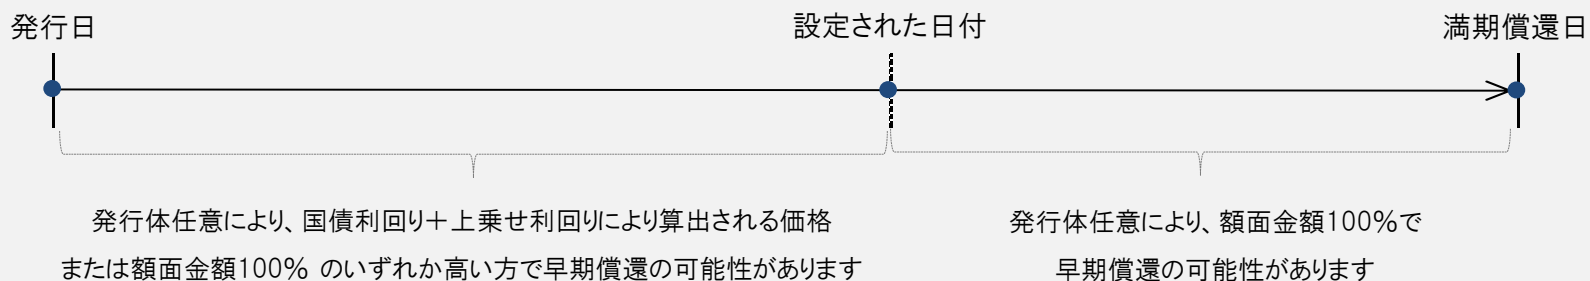 発行日
設定された日付
満期償還日
発行体任意により、国債利回り＋上乗せ利回りにより算出される価格
または額面金額100% のいずれか高い方で早期償還の可能性があります
発行体任意により、額面金額100%で
早期償還の可能性があります